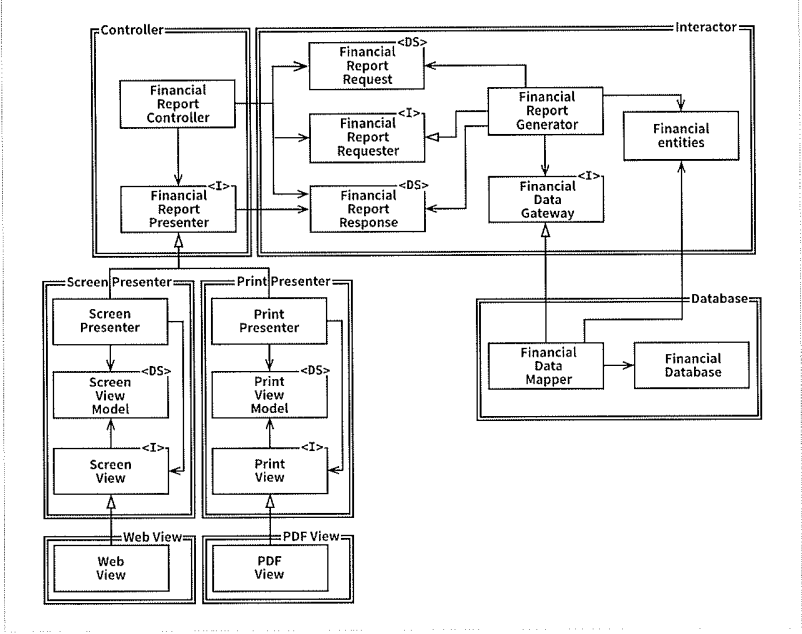 Controller
Interactor
<DS>
Financial
Report
Request
Financial
Report
Controller
<I>
Financial
Report
Requester
Financial
Report
Generator
Financial
entities
<I>
Financial
Report
Presenter
<DS>
Financial
Report
Response
<I>
Financial
Data
Gateway
Screen Presenter
Print Presenter
Database
Screen
Presenter
Print
Presenter
Financial
Data
Mapper
Financial
Database
<DS>
Screen
View
Model
<DS>
Print
View
Model
<I>
Screen
View
<I>
Print
View
Web View
PDF View
Web
View
PDF
View